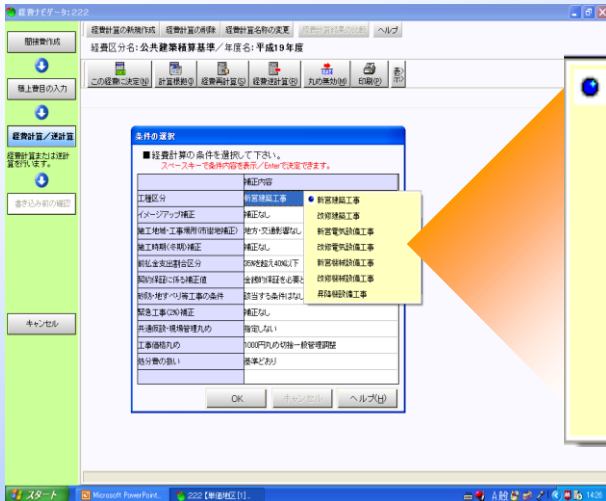 経費ナビゲータ:222
経費計算の新規作成 経費計算の削除 経費計算名称の変更 経費計算結果の比較 ヘルプ
経費区分名:公共建築積算基準/年度名:平成19年度
この経費に決定(N) 計算根拠 経費再計算(S) 経費逆計算(R) 丸め無効(M) 印刷(P)
間接費作成
積上費目の入力
経費計算/逆計算
経費計算または逆計算を行います。
書き込み前の確認
キャンセル
条件の選択
■経費計算の条件を選択して下さい。
スペースキーで条件内容を表示/Enterで決定できます。
補正内容
工種区分 新営建築工事
イメージアップ補正 補正なし
施工地域・工事場所(市街地補正) 地方・交通影響なし
施工時期(冬期)補正 補正なし
前払金支出割合区分 35%を超え40%以下
契約保証に係る補正値 金銭的保証を必要と
砂防・地すべり等工事の条件 該当する条件はなし
緊急工事(2%)補正 補正なし
共通仮設・現場管理丸め 指定しない
工事価格丸め 1000円丸め切捨一般管理調整
処分費の扱い 基準どおり
新営建築工事
改修建築工事
新営電気設備工事
改修電気設備工事
新営機械設備工事
改修機械設備工事
昇降機設備工事
OK キャンセル ヘルプ(H)
スタート Microsoft PowerPoint... 222【単価地区[1]... A般 14:26